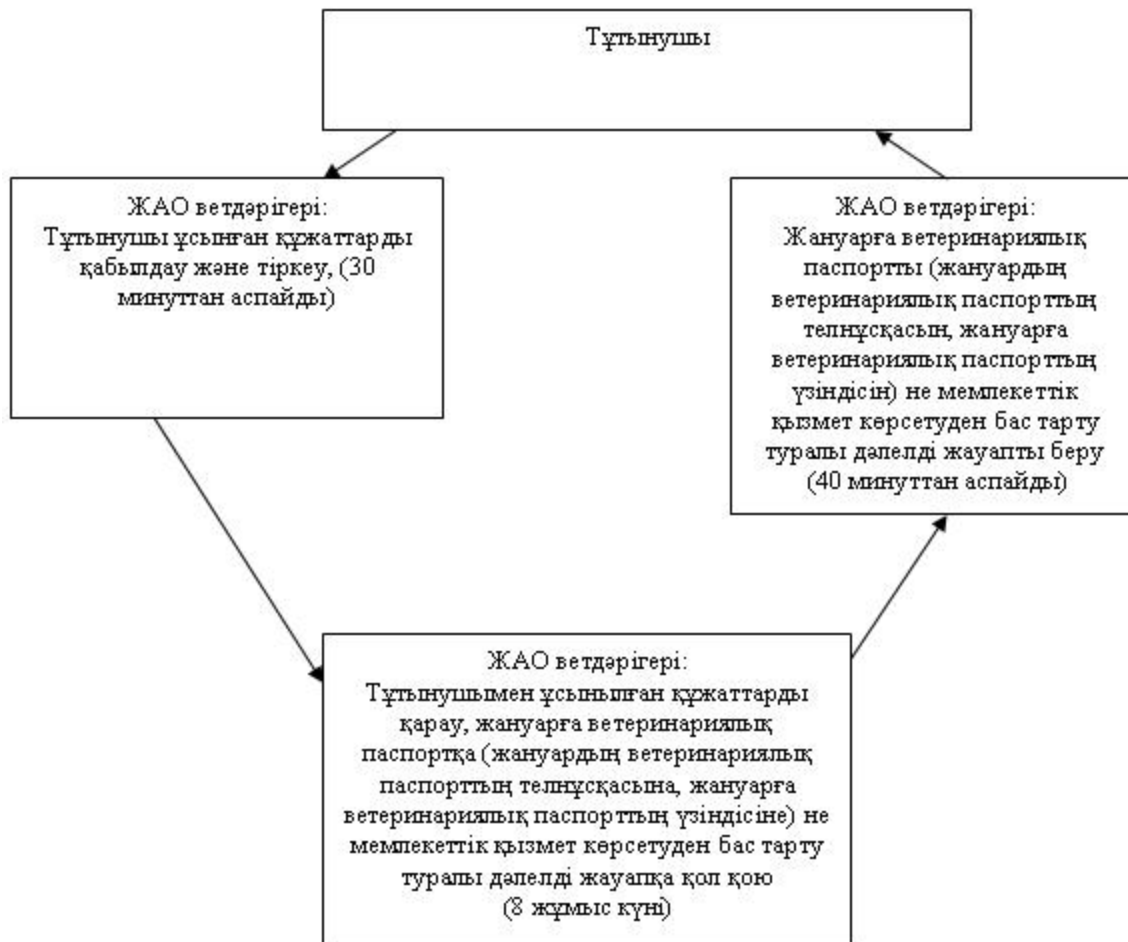 Тұтынушы
ЖАО ветдәрігері:
Тұтынушы ұсынған құжаттарды
қабылдау және тіркеу, (30
минуттан аспайды)
ЖАО ветдәрігері:
Жануарға ветеринариялық
паспортты (жануардың
ветеринариялық паспорттың
телнұсқасын, жануарға
ветеринариялық паспорттың
үзіндісін) не мемлекеттік
қызмет көрсетуден бас тарту
туралы дәлелді жауапты беру
(40 минуттан аспайды)
ЖАО ветдәрігері:
Тұтынушымен ұсынылған құжаттарды
қарау, жануарға ветеринариялық
паспортқа (жануардың ветеринариялық
паспорттың телнұсқасына, жануарға
ветеринариялық паспорттың үзіндісіне) не
мемлекеттік қызмет көрсетуден бас тарту
туралы дәлелді жауапқа қол қою
(8 жұмыс күні)